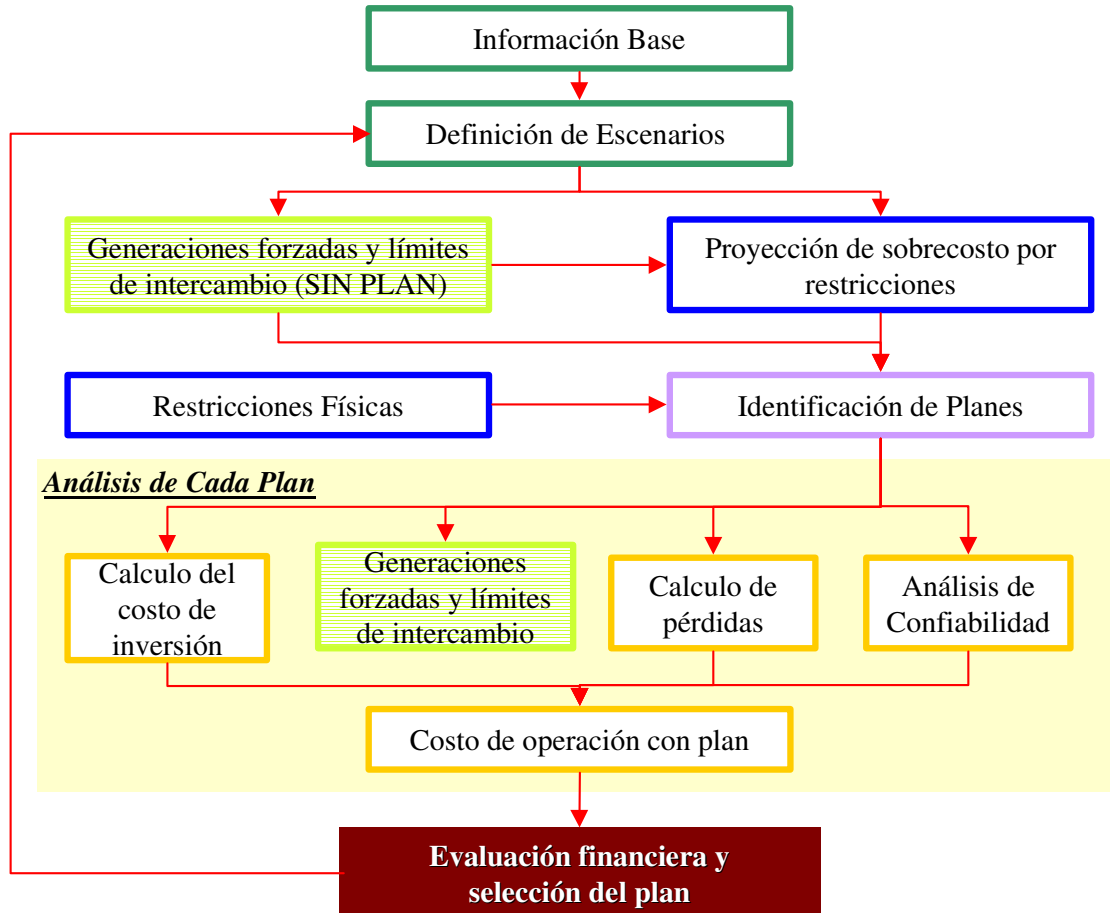 Información Base
Definición de Escenarios
Generaciones forzadas y límites
de intercambio (SIN PLAN)
Proyección de sobrecosto por
restricciones
Restricciones Físicas
Identificación de Planes
Análisis de Cada Plan
Calculo del
costo de
inversión
Generaciones
forzadas y límites
de intercambio
Calculo de
pérdidas
Análisis de
Confiabilidad
Costo de operación con plan
Evaluación financiera y
selección del plan